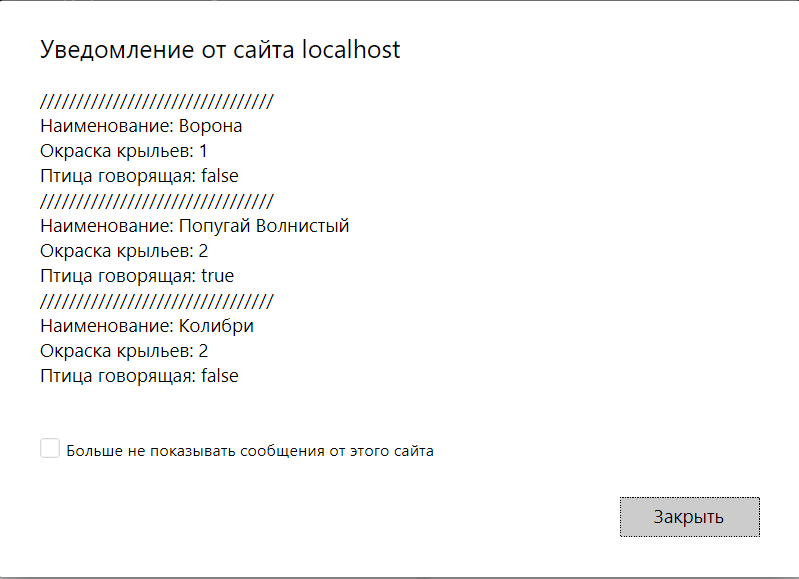 Уведомление от сайта localhost
////////////////////////////////
Наименование: Ворона
Окраска крыльев: 1
Птица говорящая: false
////////////////////////////////
Наименование: Попугай Волнистый
Окраска крыльев: 2
Птица говорящая: true
////////////////////////////////
Наименование: Колибри
Окраска крыльев: 2
Птица говорящая: false
Больше не показывать сообщения от этого сайта
Закрыть